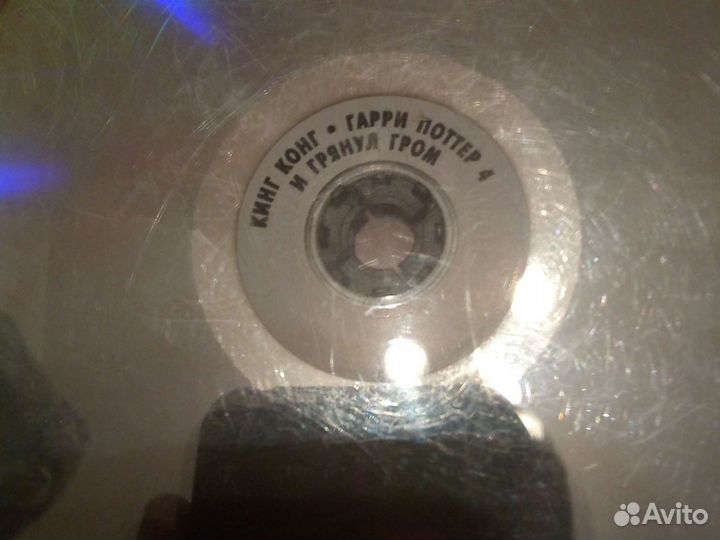 КИНГ КОНГ • ГАРРИ ПОТТЕР 4
И ГРЯНУЛ ГРОМ
Avito